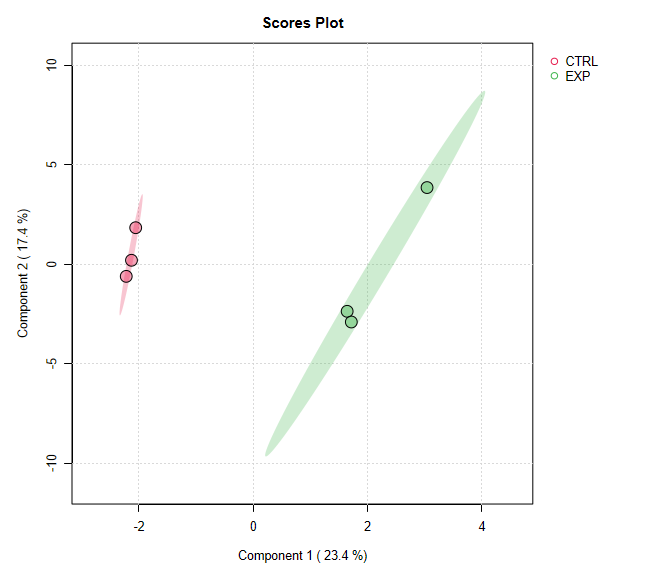 Scores Plot
CTRL
EXP
10
5
0
-5
-10
Component 2 ( 17.4 %)
-2
0
2
4
Component 1 ( 23.4 %)